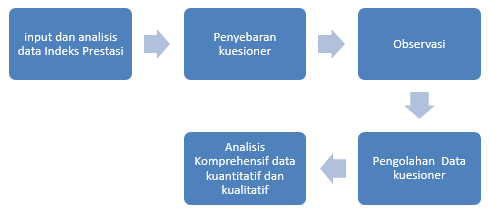 input dan analisis
data Indeks Prestasi
Penyebaran
kuesioner
Observasi
Pengolahan Data
kuesioner
Analisis
Komprehensif data
kuantitatif dan
kualitatif